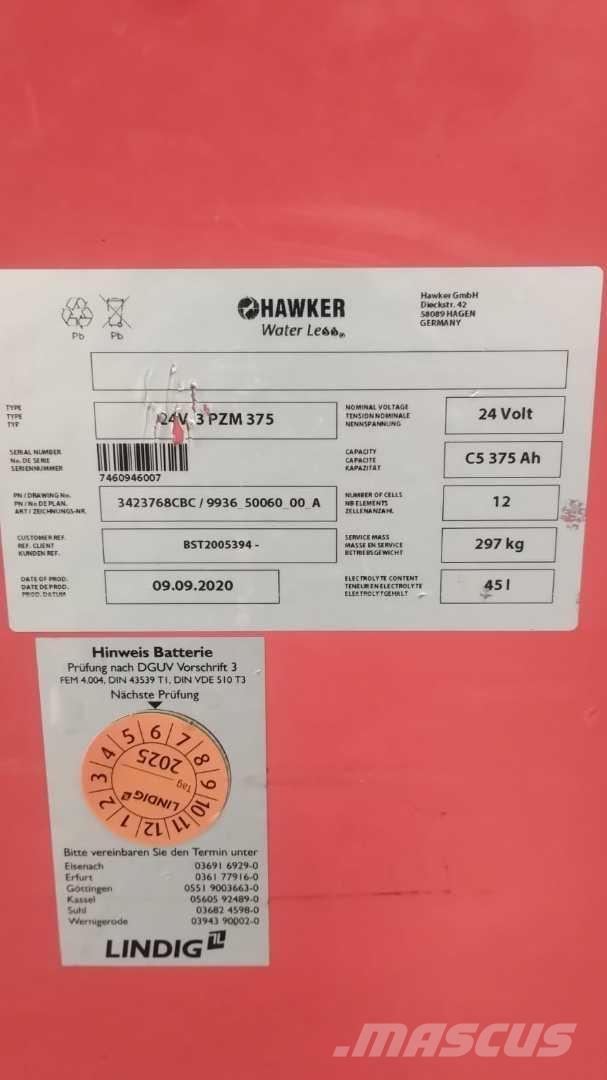 Pb Pb
HAWKER
Water Less
Hawker GmbH
Dieckstr. 42
58089 HAGEN
GERMANY
TYPE
TYPE
TYP
24V 3 PZM 375
NOMINAL VOLTAGE
TENSION NOMINALE
NENNSPANNUNG
24 Volt
SERIAL NUMBER
No. DE SERIE
SERIENNUMMER
7460946007
CAPACITY
CAPACITE
KAPAZITÄT
C5 375 Ah
PN / DRAWING No.
PN / No DE PLAN.
ART / ZEICHNUNGS-NR.
3423768CBC / 9936_50060_00_A
NUMBER OF CELLS
NB ELEMENTS
ZELLENANZAHL
12
CUSTOMER REF.
REF. CLIENT
KUNDEN REF.
BST2005394 -
SERVICE MASS
MASSE EN SERVICE
BETRIEBSGEWICHT
297 kg
DATE OF PROD.
DATE DE PROD.
PROD. DATUM
09.09.2020
ELECTROLYTE CONTENT
TENEUR EN ELECTROLYTE
ELEKTROLYTGEHALT
45 l
Hinweis Batterie
Prüfung nach DGUV Vorschrift 3
FEM 4.004, DIN 43539 T1, DIN VDE 510 T3
Nächste Prüfung
1 2 3 4 5 6 7 8 9 10 11 12
2025
Tag
LINDIG
Bitte vereinbaren Sie den Termin unter
Eisenach 03691 6929-0
Erfurt 0361 77916-0
Göttingen 0551 9003663-0
Kassel 05605 92489-0
Suhl 03682 4598-0
Wernigerode 03943 90002-0
LINDIG
MASCUS